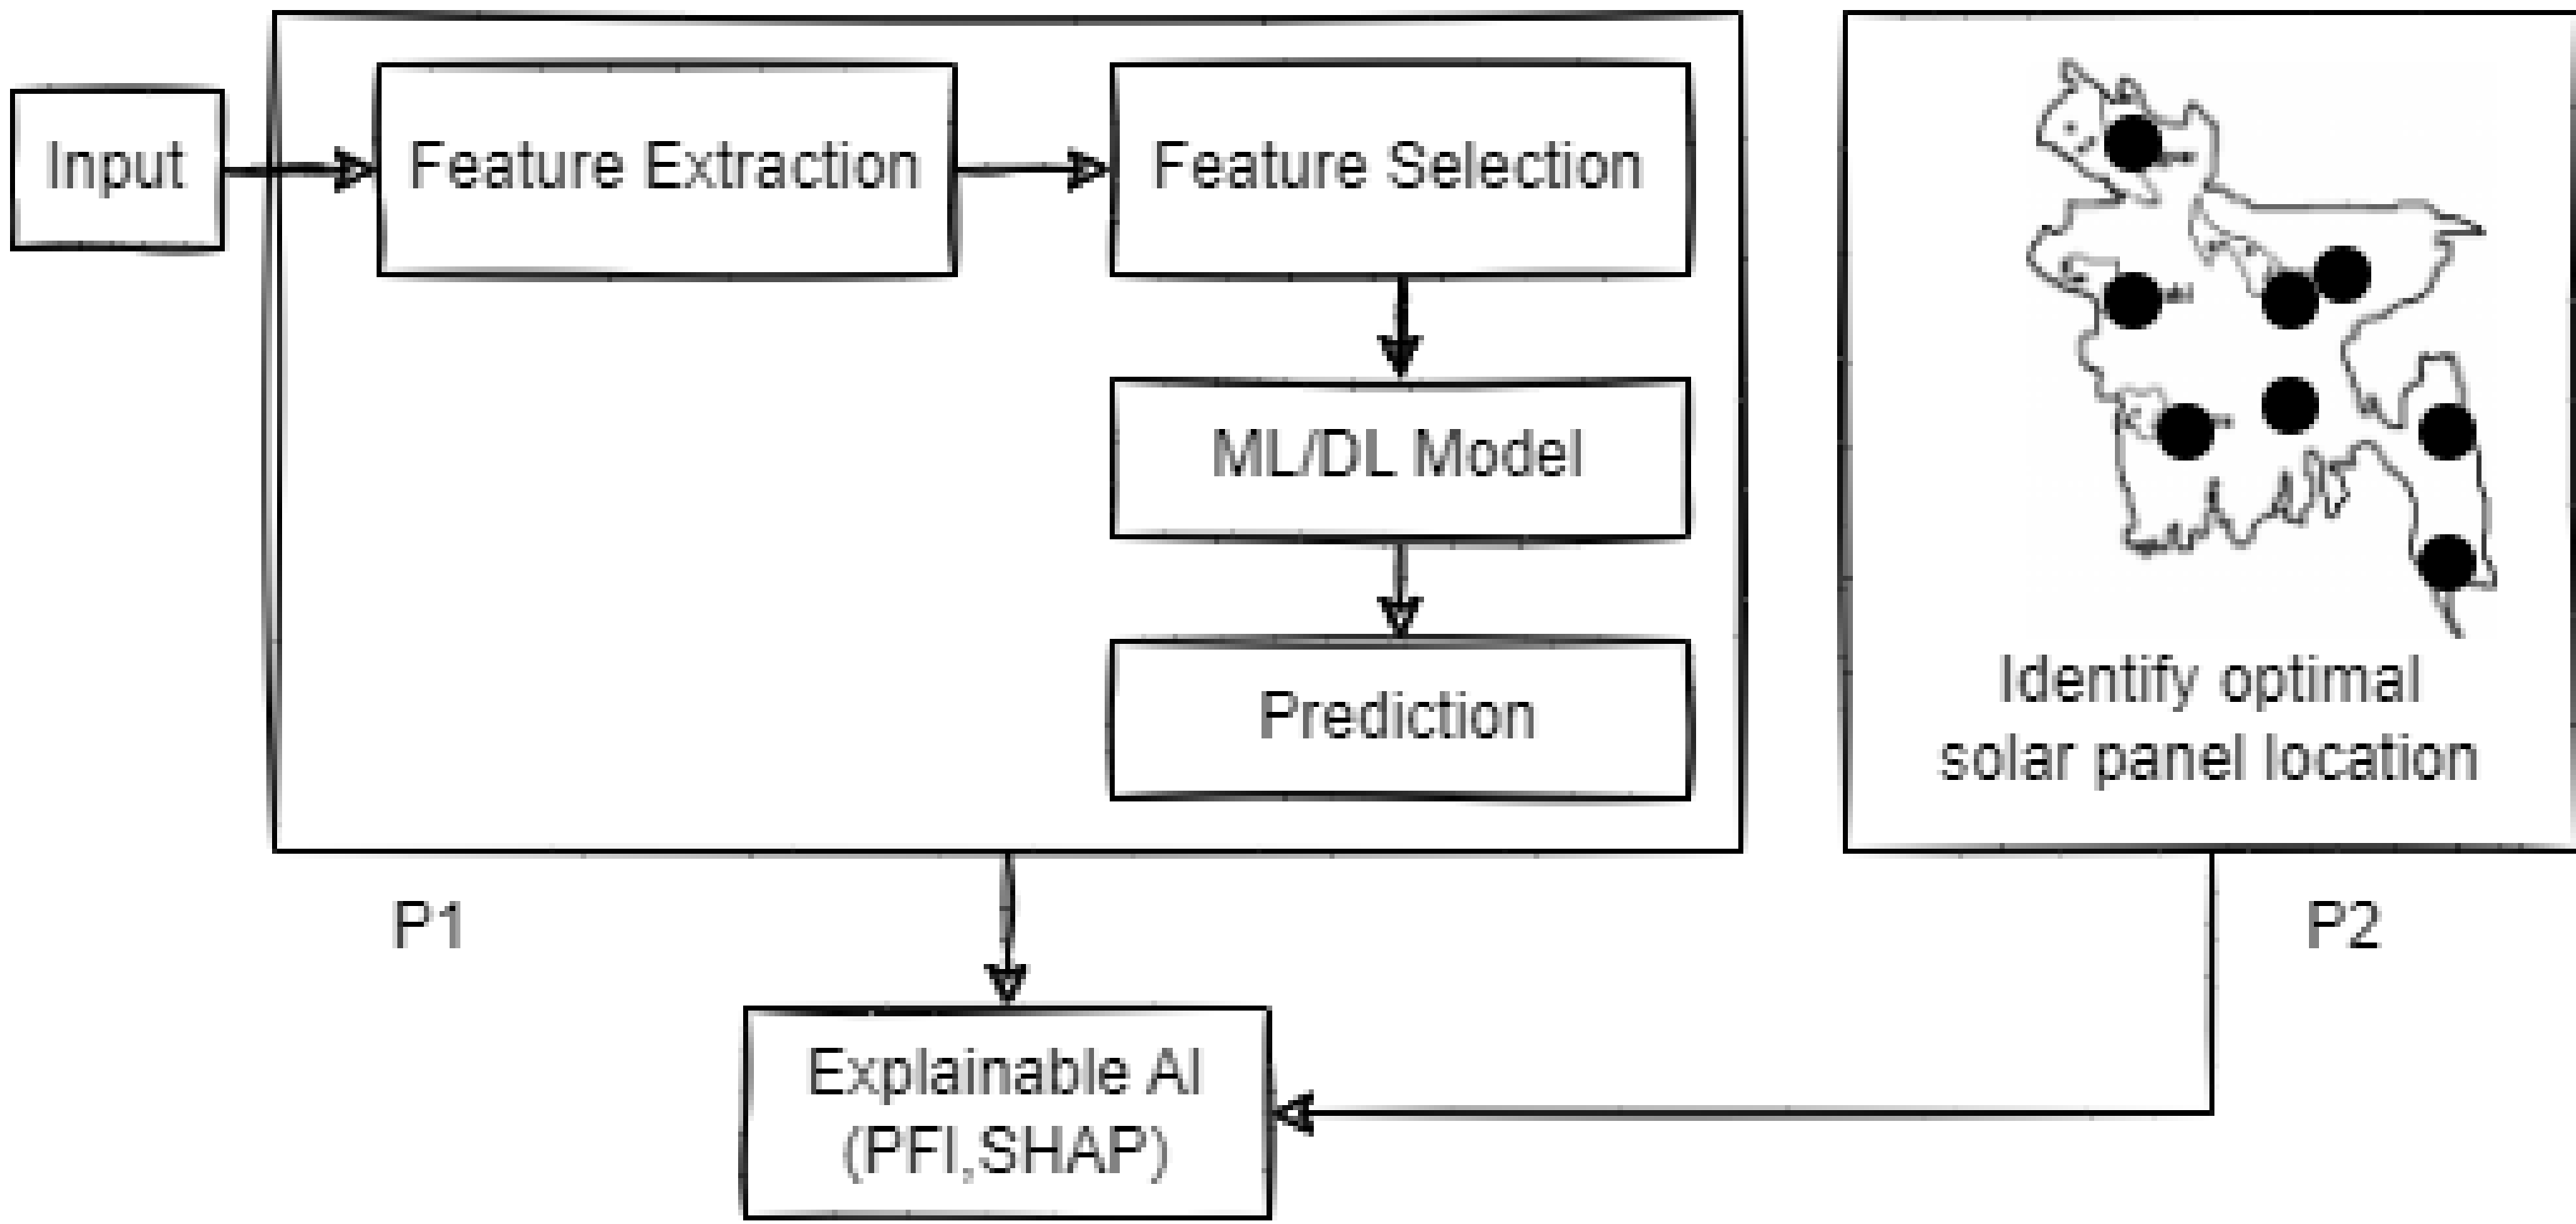 Input
Feature Extraction
Feature Selection
ML/DL Model
Prediction
Identify optimal
solar panel location
P1
P2
Explainable AI
(PFI,SHAP)